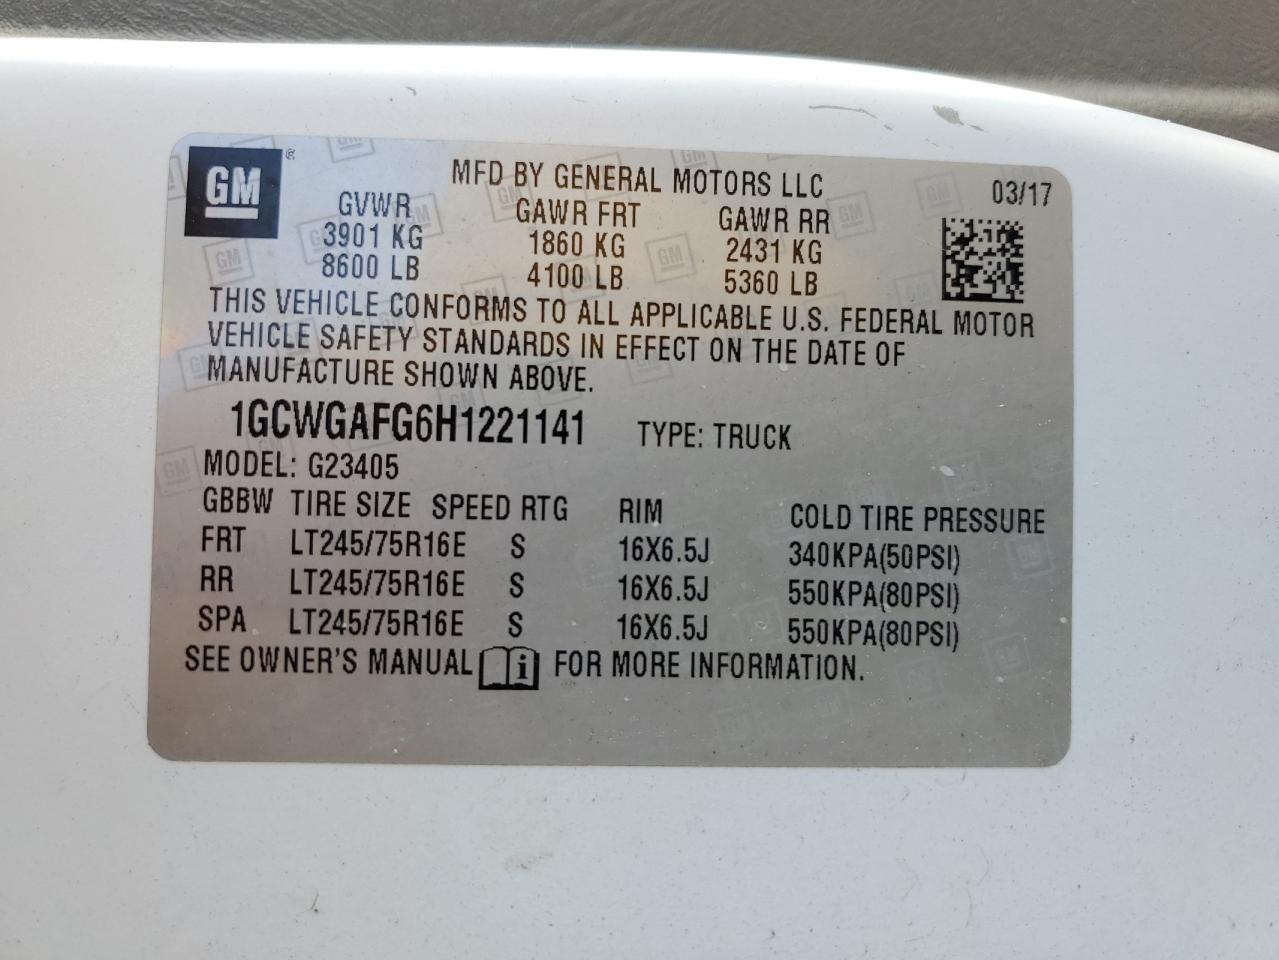 GM ®
MFD BY GENERAL MOTORS LLC 03/17
GVWR GAWR FRT GAWR RR
3901 KG 1860 KG 2431 KG
8600 LB 4100 LB 5360 LB
THIS VEHICLE CONFORMS TO ALL APPLICABLE U.S. FEDERAL MOTOR
VEHICLE SAFETY STANDARDS IN EFFECT ON THE DATE OF
MANUFACTURE SHOWN ABOVE.
1GCWGAFG6H1221141 TYPE: TRUCK
MODEL: G23405
GBBW TIRE SIZE SPEED RTG RIM COLD TIRE PRESSURE
FRT LT245/75R16E S 16X6.5J 340KPA(50PSI)
RR LT245/75R16E S 16X6.5J 550KPA(80PSI)
SPA LT245/75R16E S 16X6.5J 550KPA(80PSI)
SEE OWNER'S MANUAL i FOR MORE INFORMATION.